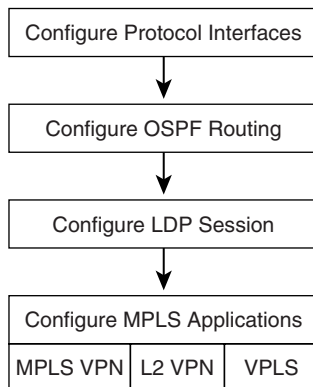 Configure Protocol Interfaces
Configure OSPF Routing
Configure LDP Session
Configure MPLS Applications
MPLS VPN
L2 VPN
VPLS